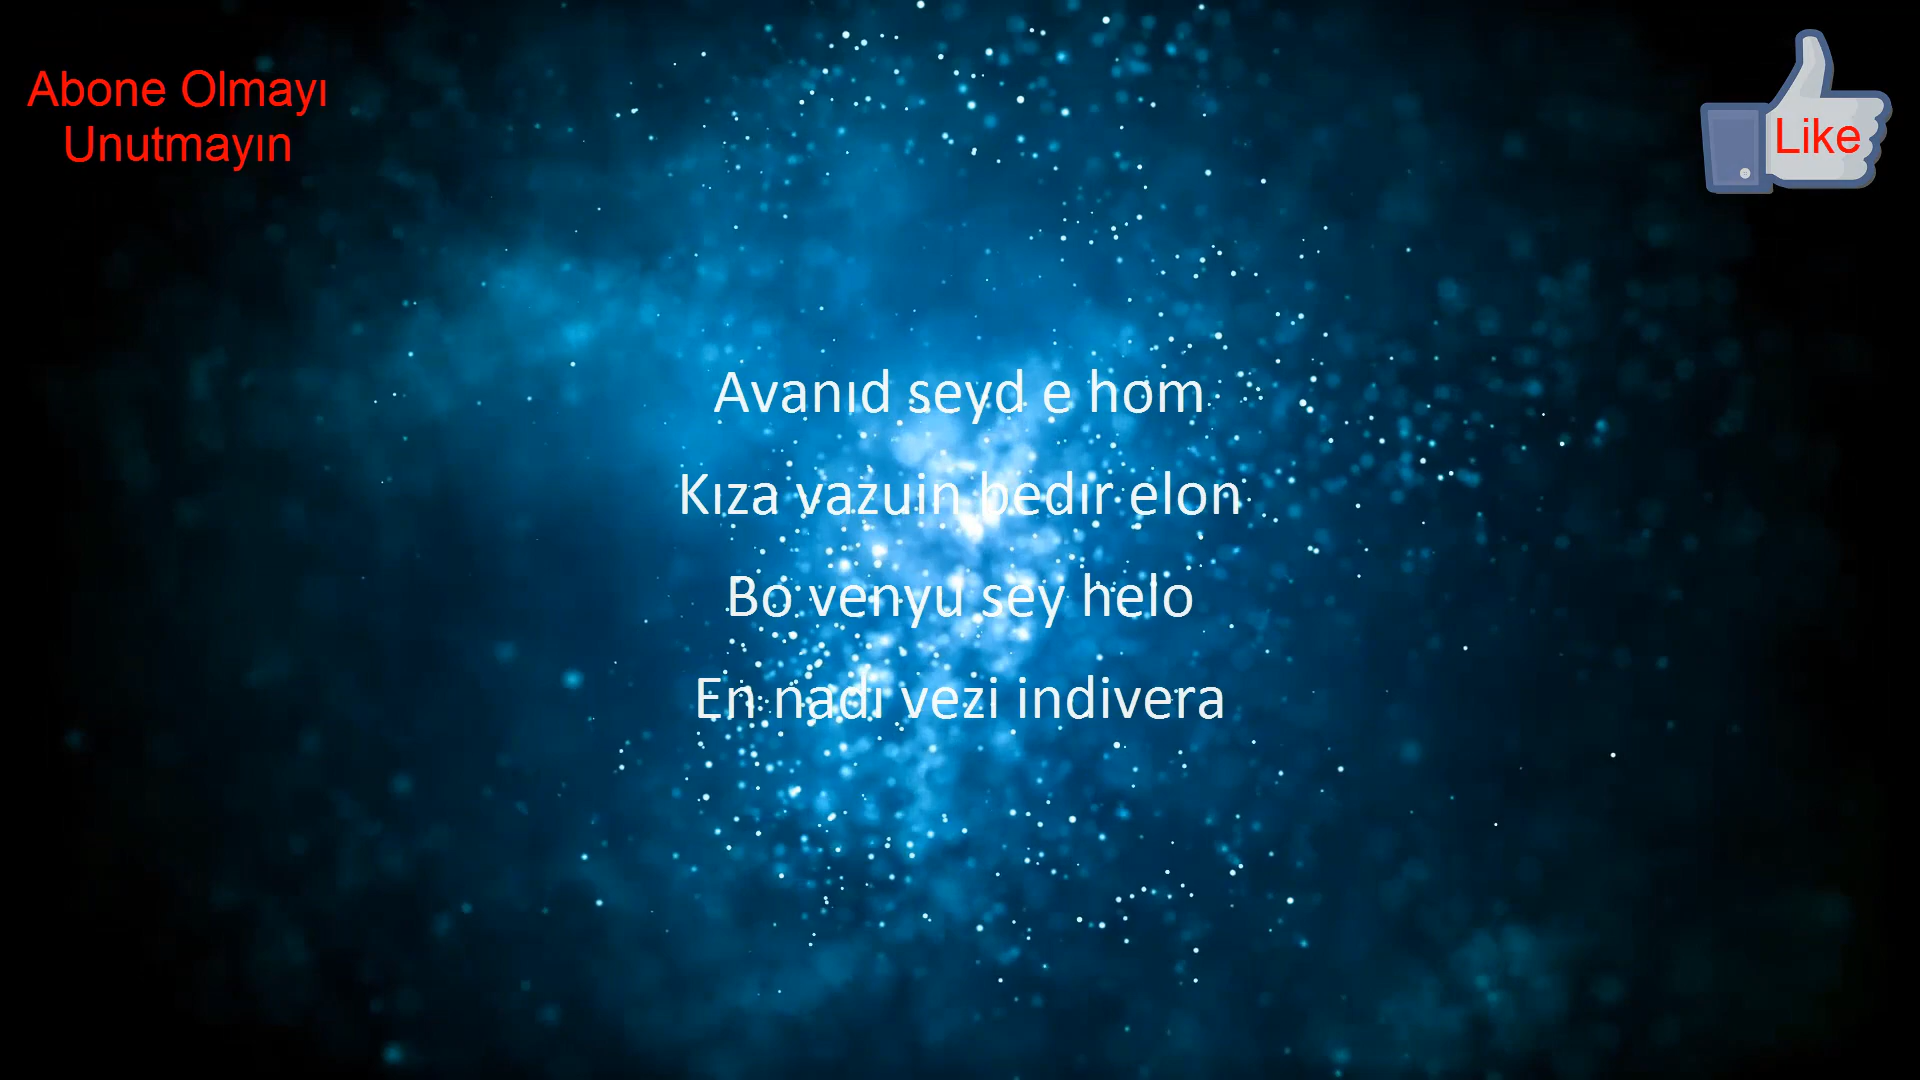 Abone Olmayı
Unutmayın
Like
Avanıd seyd e hom
Kıza vazuin bedır elon
Bo venyu sey helo
En nadı vezi indivera